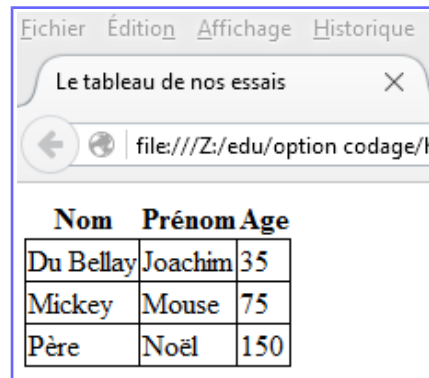 Fichier Édition Affichage Historique
Le tableau de nos essais
file:///Z:/edu/option codage/
Nom Prénom Age
Du Bellay Joachim 35
Mickey Mouse 75
Père Noël 150